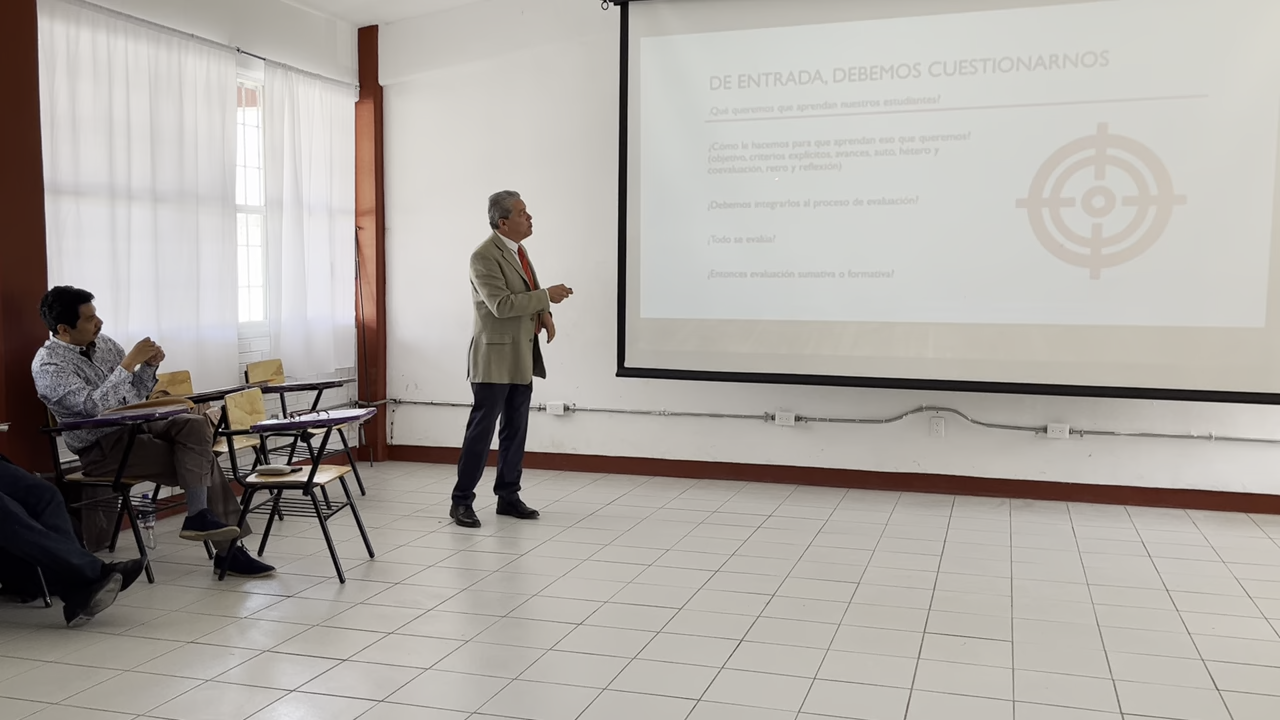 DE ENTRADA, DEBEMOS CUESTIONARNOS
¿Qué queremos que aprendan nuestros estudiantes?
¿Cómo le hacemos para que aprendan eso que queremos?
(objetivo, criterios explícitos, avances, auto, hetero y
coevaluación, retro y reflexión)
¿Debemos integrarlos al proceso de evaluación?
¿Todo se evalúa?
¿Entonces evaluación sumativa o formativa?